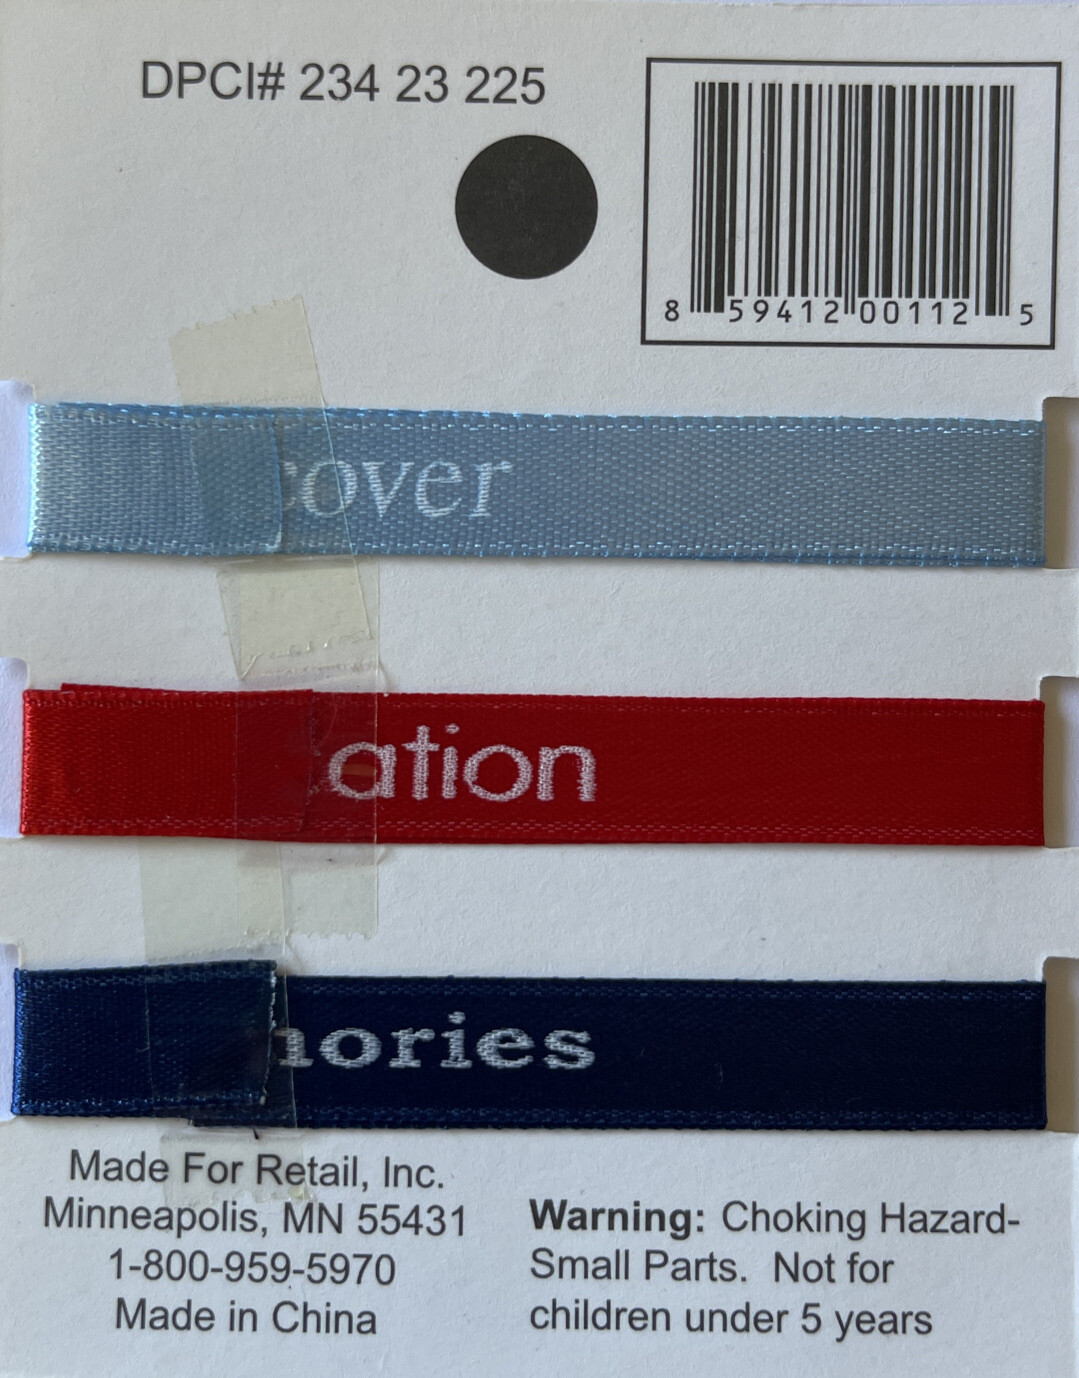 DPCI# 234 23 225
8 59412 00112 5
cover
ation
nories
Made For Retail, Inc.
Minneapolis, MN 55431
1-800-959-5970
Made in China
Warning: Choking Hazard-
Small Parts. Not for
children under 5 years